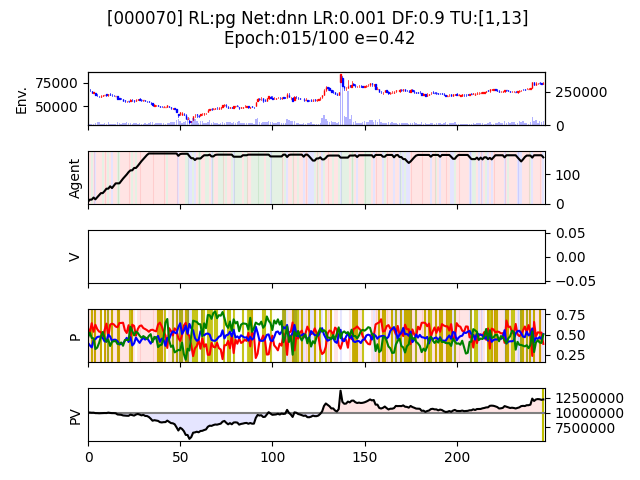 [000070] RL:pg Net:dnn LR:0.001 DF:0.9 TU:[1,13]
Epoch:015/100 e=0.42
Env.
75000
50000
250000
0
Agent
100
0
V
0.05
0.00
−0.05
P
0.75
0.50
0.25
PV
12500000
10000000
7500000
0
50
100
150
200